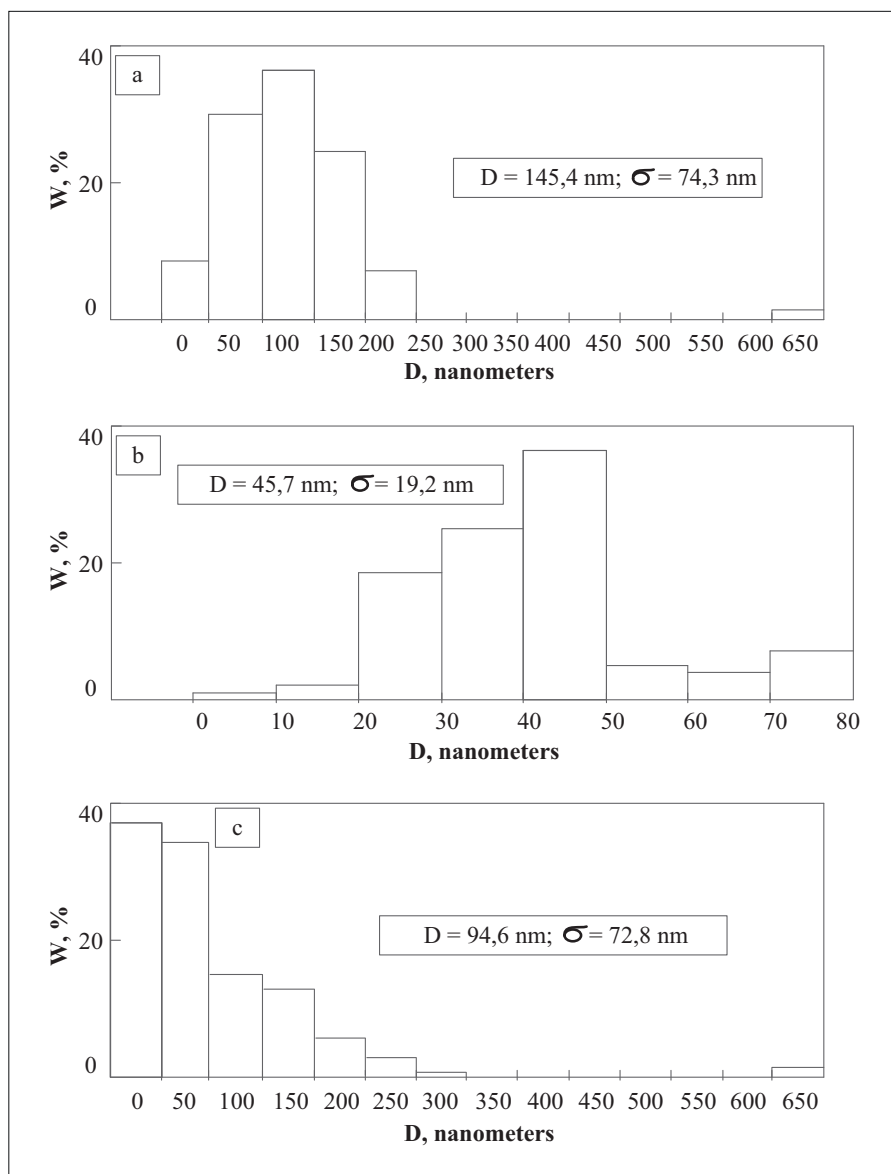 40
a
W, %
D = 145,4 nm; σ = 74,3 nm
20
0
0 50 100 150 200 250 300 350 400 450 500 550 600 650
D, nanometers
40
b
D = 45,7 nm; σ = 19,2 nm
W, %
20
0
0 10 20 30 40 50 60 70 80
D, nanometers
40
c
W, %
20
D = 94,6 nm; σ = 72,8 nm
0
0 50 100 150 200 250 300 400 450 500 550 600 650
D, nanometers